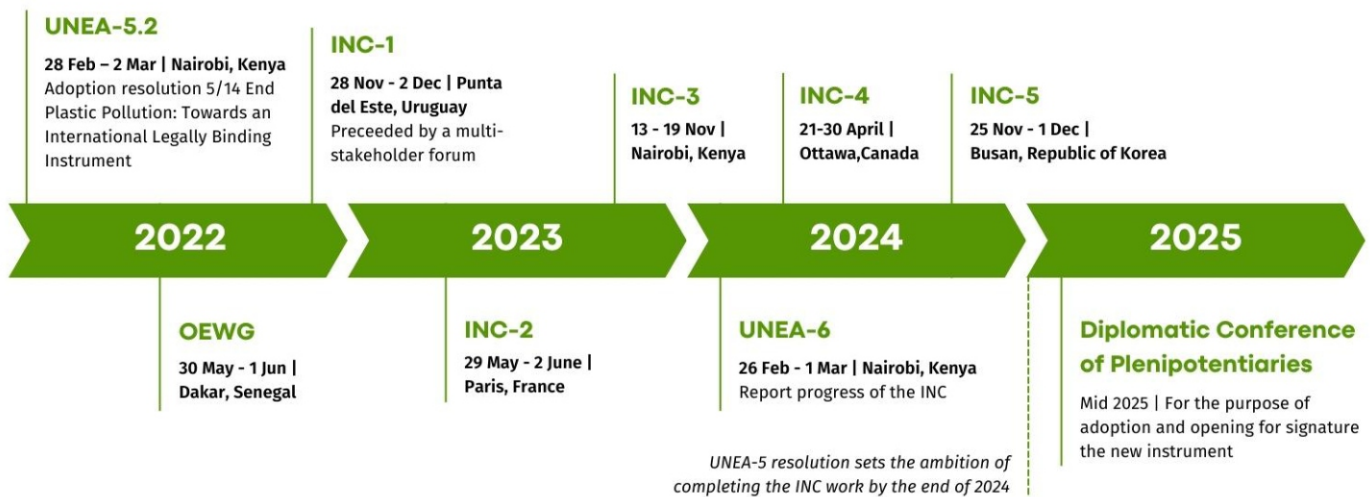 UNEA-5.2
28 Feb – 2 Mar | Nairobi, Kenya
Adoption resolution 5/14 End
Plastic Pollution: Towards an
International Legally Binding
Instrument
INC-1
28 Nov - 2 Dec | Punta
del Este, Uruguay
Preceeded by a multi-
stakeholder forum
INC-3
13 - 19 Nov |
Nairobi, Kenya
INC-4
21-30 April |
Ottawa,Canada
INC-5
25 Nov - 1 Dec |
Busan, Republic of Korea
2022
2023
2024
2025
OEWG
30 May - 1 Jun |
Dakar, Senegal
INC-2
29 May - 2 June |
Paris, France
UNEA-6
26 Feb - 1 Mar | Nairobi, Kenya
Report progress of the INC
Diplomatic Conference
of Plenipotentiaries
Mid 2025 | For the purpose of
adoption and opening for signature
the new instrument
UNEA-5 resolution sets the ambition of
completing the INC work by the end of 2024